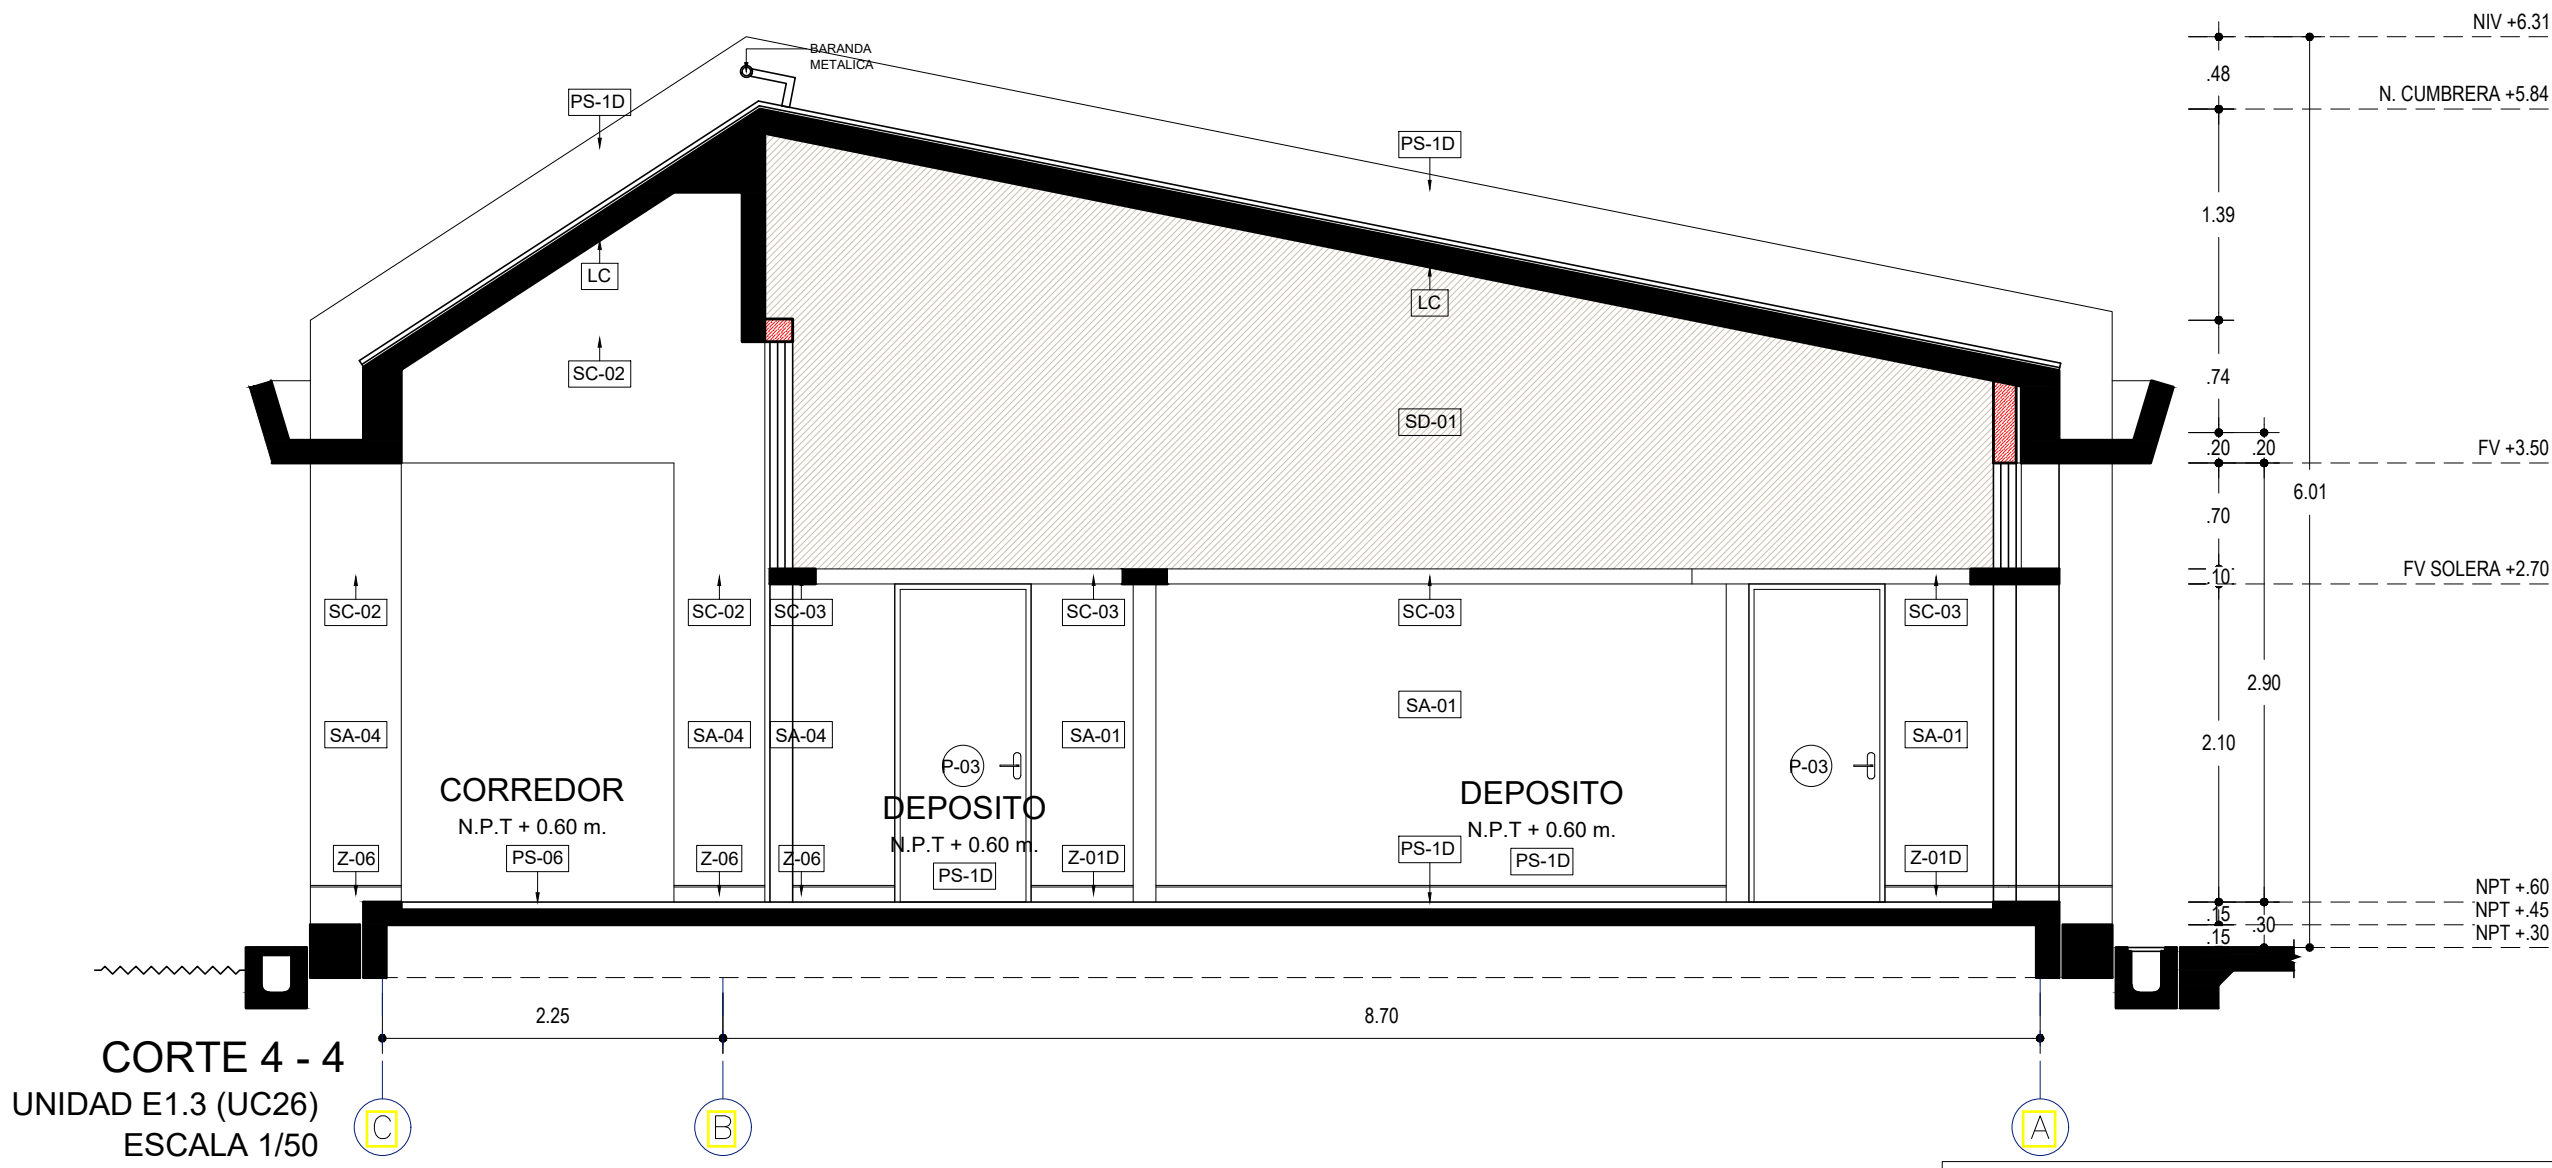 NIV +6.31
BARANDA
METALICA
.48
N. CUMBRERA +5.84
PS-1D
PS-1D
1.39
LC
LC
SC-02
.74
SD-01
.20 .20 FV +3.50
6.01
.70
FV SOLERA +2.70
.10
SC-02 SC-02 SC-03 SC-03 SC-03 SC-03
2.90
SA-01
SA-04 SA-04 SA-04 SA-01 SA-01
2.10
P-03 P-03
CORREDOR
N.P.T + 0.60 m.
DEPOSITO
N.P.T + 0.60 m.
DEPOSITO
N.P.T + 0.60 m.
Z-06 PS-06 Z-06 Z-06 Z-01D PS-1D PS-1D Z-01D
PS-1D
NPT +.60
.15 NPT +.45
.30
.15 NPT +.30
2.25 8.70
CORTE 4 - 4
UNIDAD E1.3 (UC26)
ESCALA 1/50
C B A